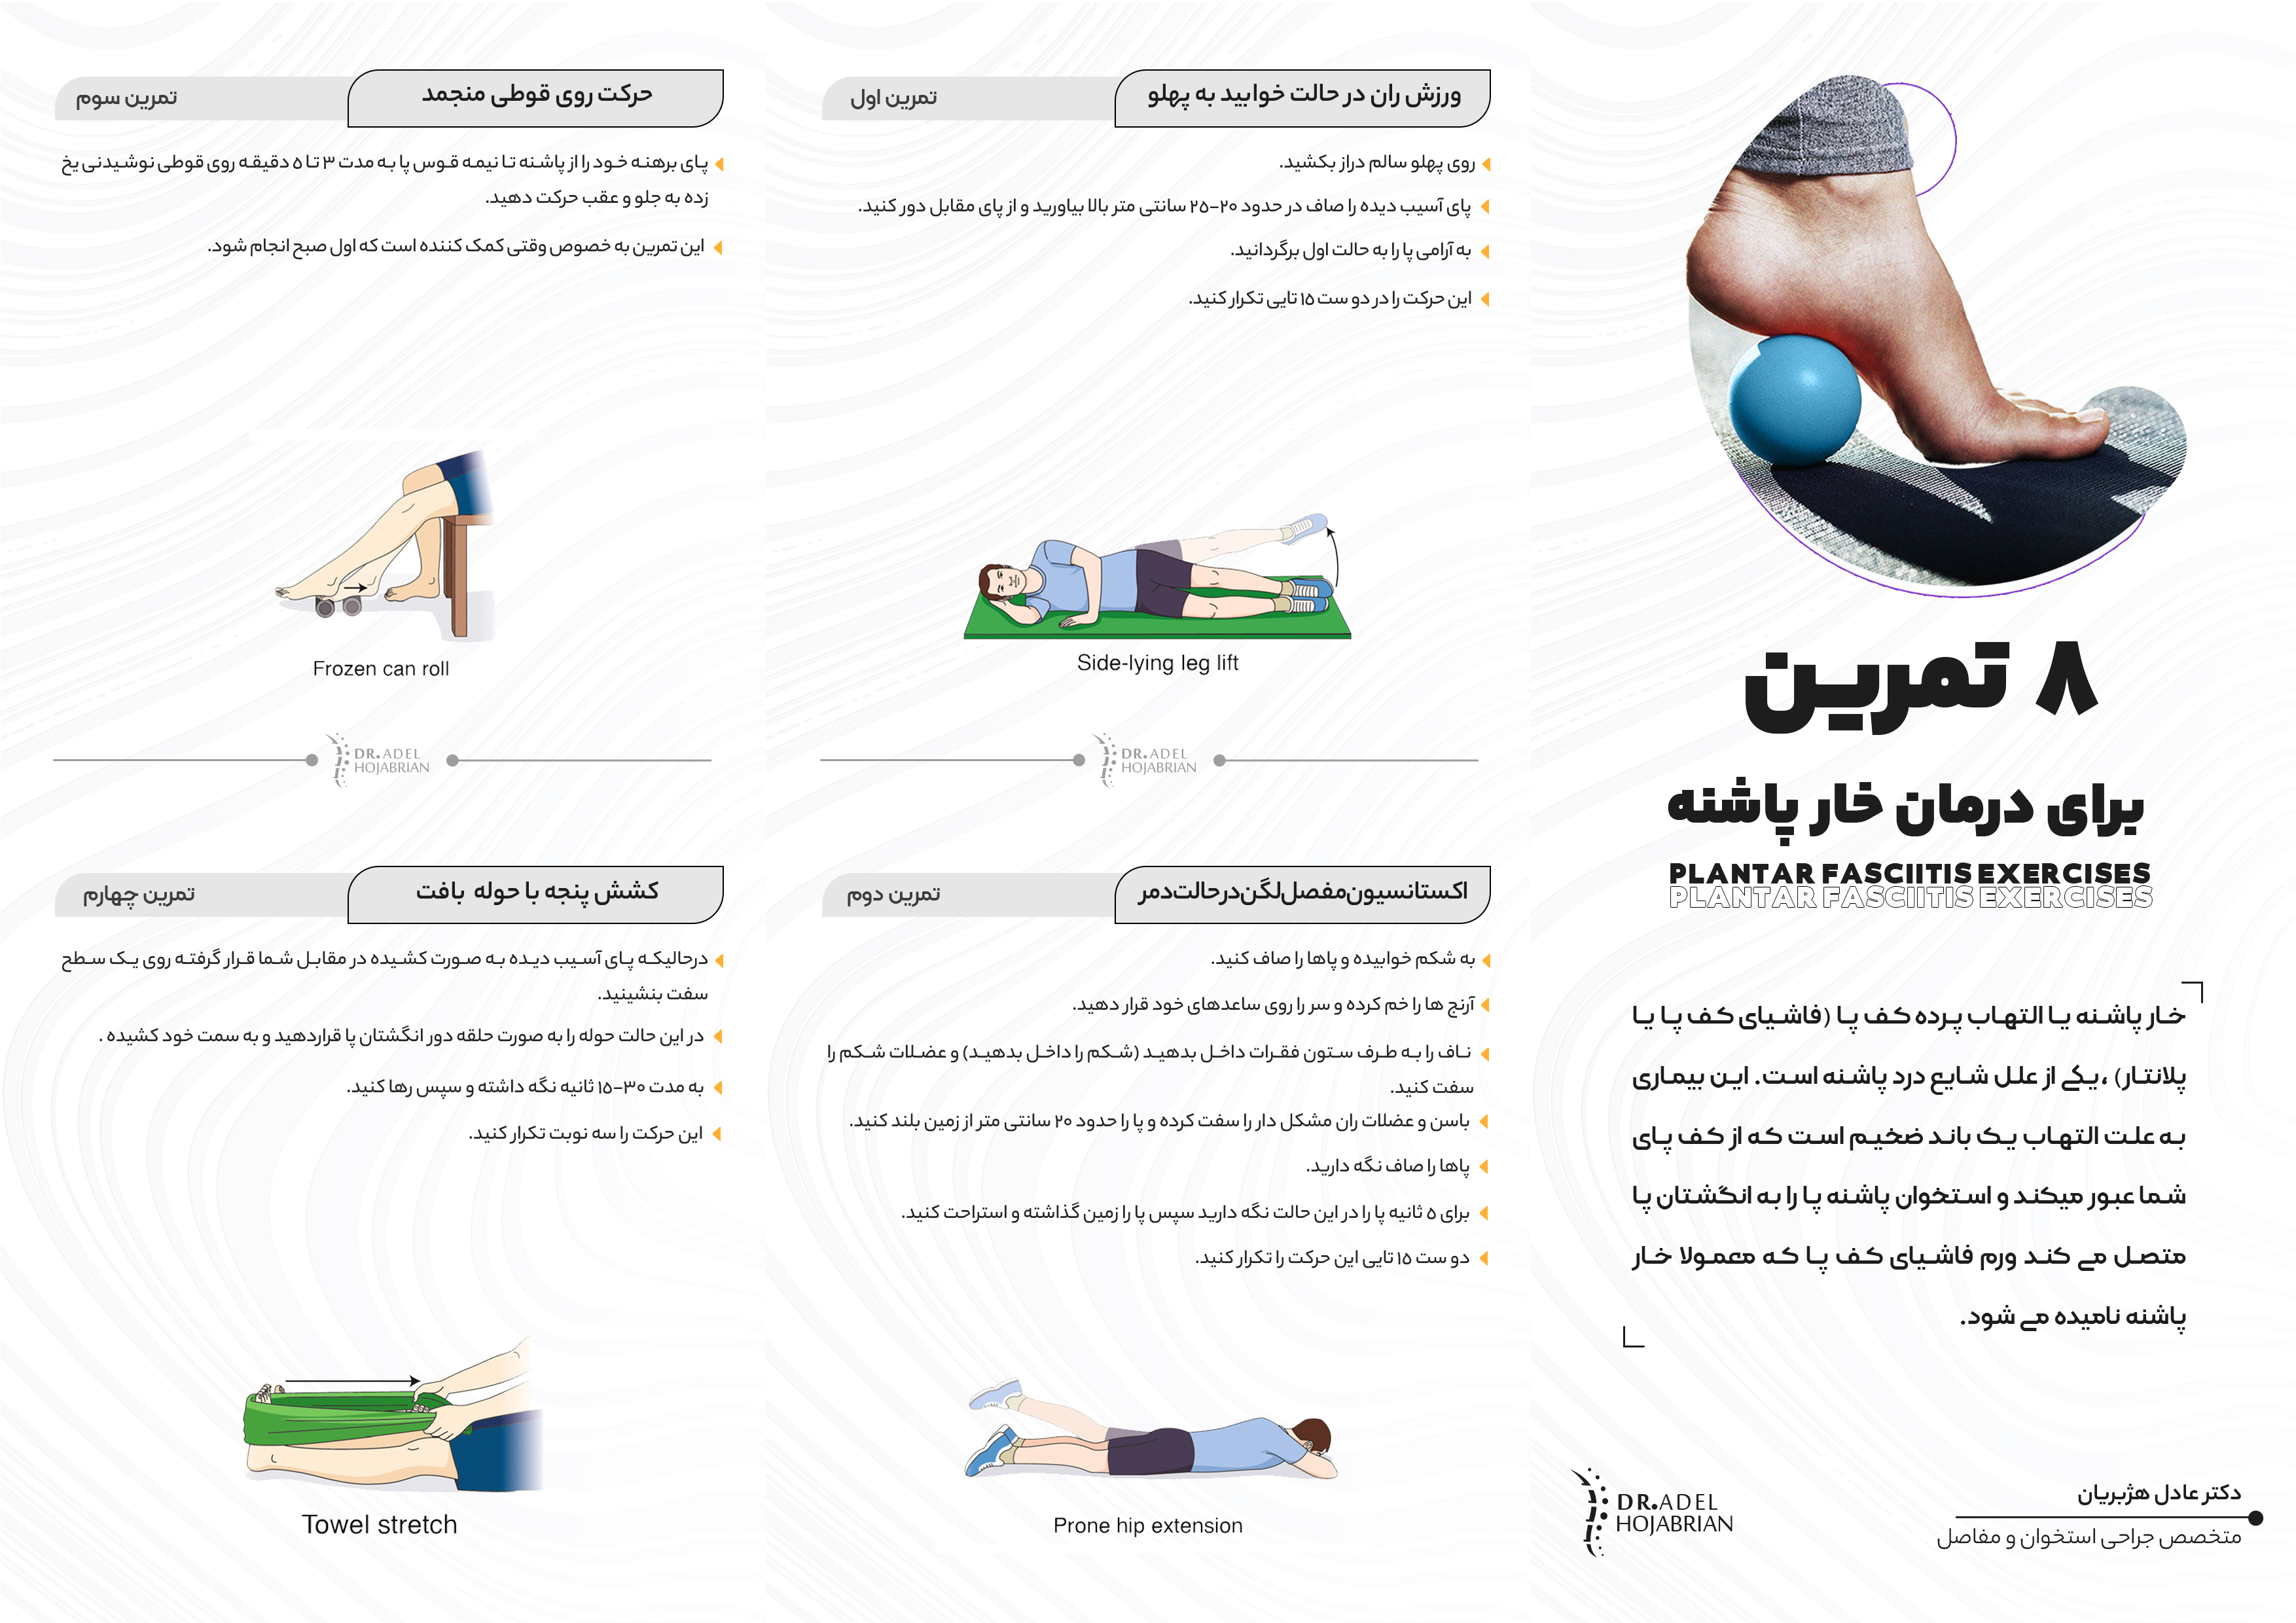 ۸ تمرین
برای درمان خار پاشنه
PLANTAR FASCIITIS EXERCISES
PLANTAR FASCIITIS EXERCISES
خار پاشنه یا التهاب پرده کف پا (فاشیای کف پا یا
پلانتار) ، یکی از علل شایع درد پاشنه است. این بیماری
به علت التهاب یک باند ضخیم است که از کف پای
شما عبور میکند و استخوان پاشنه پا را به انگشتان پا
متصل می کند ورم فاشیای کف پا که معمولا خار
پاشنه نامیده می شود.
دکتر عادل هژبریان
متخصص جراحی استخوان و مفاصل
DR.ADEL
HOJABRIAN
ورزش ران در حالت خوابید به پهلو
تمرین اول
روی پهلو سالم دراز بکشید.
پای آسیب دیده را صاف در حدود ۲۰-۲۵ سانتی متر بالا بیاورید و از پای مقابل دور کنید.
به آرامی پا را به حالت اول برگردانید.
این حرکت را در دو ست ۱۵ تایی تکرار کنید.
Side-lying leg lift
DR.ADEL
HOJABRIAN
اکستانسیون مفصل لگن در حالت دمر
تمرین دوم
به شکم خوابیده و پاها را صاف کنید.
آرنج ها را خم کرده و سر را روی ساعدهای خود قرار دهید.
ناف را به طرف ستون فقرات داخل بدهید (شکم را داخل بدهید) و عضلات شکم را
سفت کنید.
باسن و عضلات ران مشکل دار را سفت کرده و پا را حدود ۲۰ سانتی متر از زمین بلند کنید.
پاها را صاف نگه دارید.
برای ۵ ثانیه پا را در این حالت نگه دارید سپس پا را زمین گذاشته و استراحت کنید.
دو ست ۱۵ تایی این حرکت را تکرار کنید.
Prone hip extension
حرکت روی قوطی منجمد
تمرین سوم
پای برهنه خود را از پاشنه تا نیمه قوس پا به مدت ۳ تا ۵ دقیقه روی قوطی نوشیدنی یخ
زده به جلو و عقب حرکت دهید.
این تمرین به خصوص وقتی کمک کننده است که اول صبح انجام شود.
Frozen can roll
DR.ADEL
HOJABRIAN
کشش پنجه با حوله بافت
تمرین چهارم
درحالیکه پای آسیب دیده به صورت کشیده در مقابل شما قرار گرفته روی یک سطح
سفت بنشینید.
در این حالت حوله را به صورت حلقه دور انگشتان پا قراردهید و به سمت خود کشیده .
به مدت ۳۰-۱۵ ثانیه نگه داشته و سپس رها کنید.
این حرکت را سه نوبت تکرار کنید.
Towel stretch